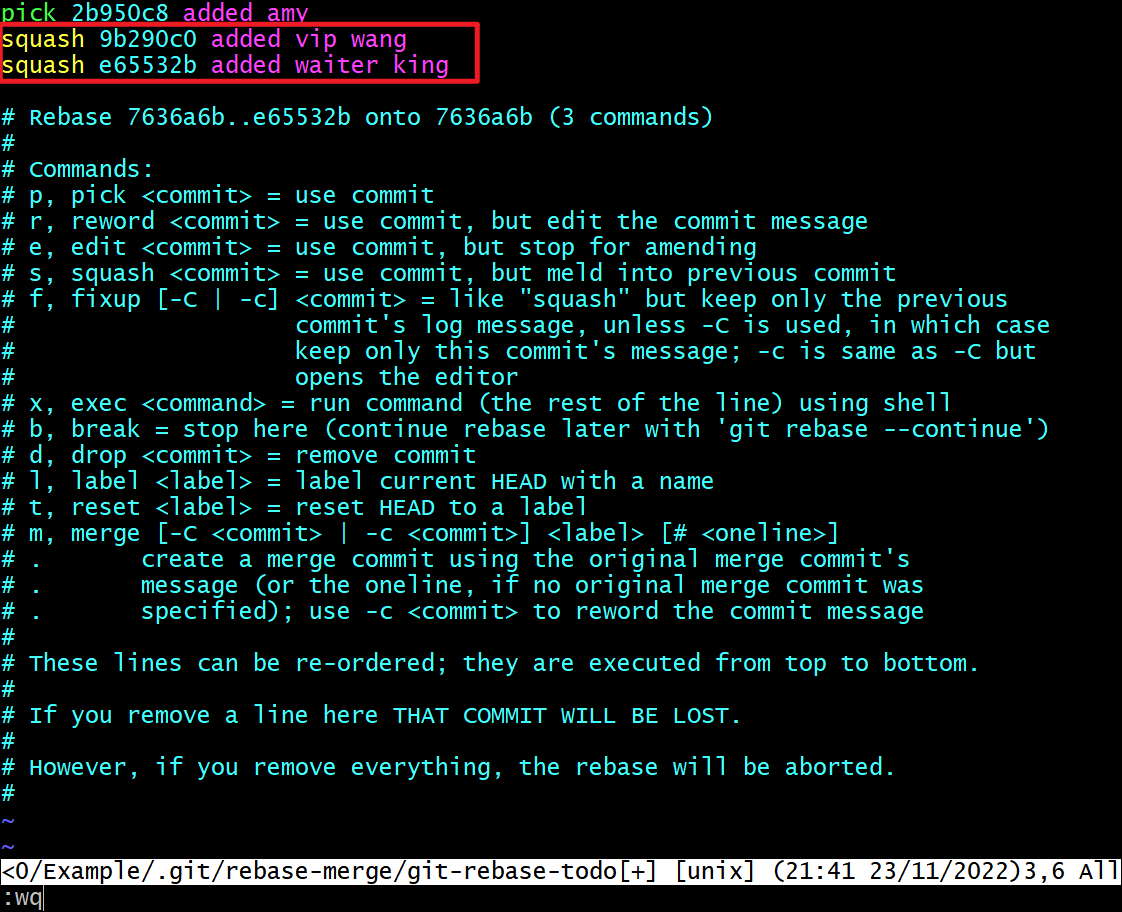 pick 2b950c8 added amy
squash 9b290c0 added vip wang
squash e65532b added waiter king
# Rebase 7636a6b..e65532b onto 7636a6b (3 commands)
#
# Commands:
# p, pick <commit> = use commit
# r, reword <commit> = use commit, but edit the commit message
# e, edit <commit> = use commit, but stop for amending
# s, squash <commit> = use commit, but meld into previous commit
# f, fixup [-C | -c] <commit> = like "squash" but keep only the previous
#                    commit's log message, unless -C is used, in which case
#                    keep only this commit's message; -c is same as -C but
#                    opens the editor
# x, exec <command> = run command (the rest of the line) using shell
# b, break = stop here (continue rebase later with 'git rebase --continue')
# d, drop <commit> = remove commit
# l, label <label> = label current HEAD with a name
# t, reset <label> = reset HEAD to a label
# m, merge [-C <commit> | -c <commit>] <label> [# <oneline>]
# .       create a merge commit using the original merge commit's
# .       message (or the oneline, if no original merge commit was
# .       specified); use -c <commit> to reword the commit message
#
# These lines can be re-ordered; they are executed from top to bottom.
#
# If you remove a line here THAT COMMIT WILL BE LOST.
#
# However, if you remove everything, the rebase will be aborted.
#
~
~
<O/Example/.git/rebase-merge/git-rebase-todo[+] [unix] (21:41 23/11/2022)3,6 All
:wq